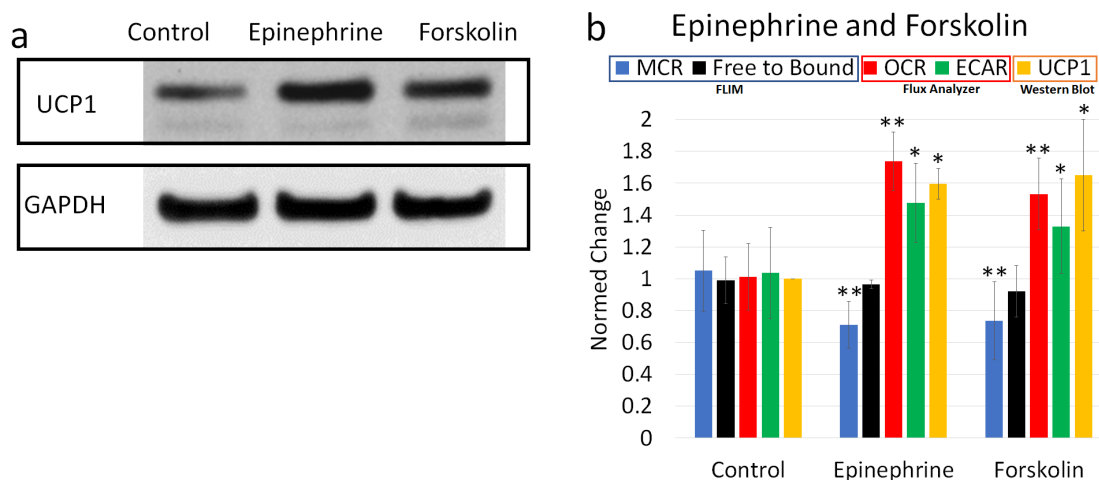 a
Control Epinephrine Forskolin
UCP1
GAPDH
b
Epinephrine and Forskolin
MCR Free to Bound OCR ECAR UCP1
FLIM Flux Analyzer Western Blot
Normed Change
2
1.8
1.6
1.4
1.2
1
0.8
0.6
0.4
0.2
0
** ** * * ** ** * *
Control Epinephrine Forskolin